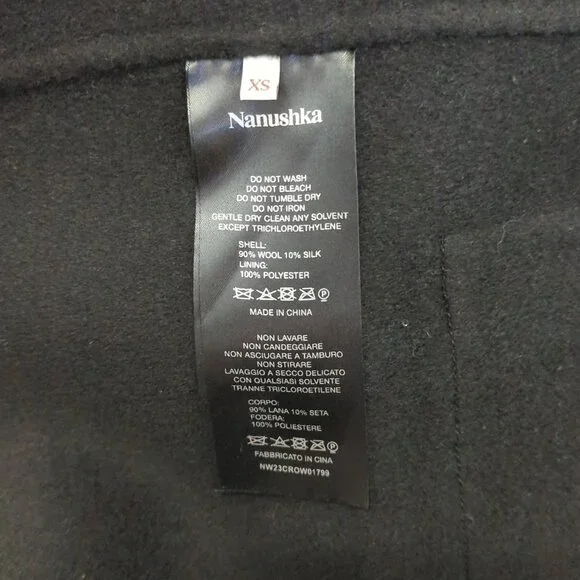 XS
Nanushka
DO NOT WASH
DO NOT BLEACH
DO NOT TUMBLE DRY
DO NOT IRON
GENTLE DRY CLEAN ANY SOLVENT
EXCEPT TRICHLOROETHYLENE
SHELL:
90% WOOL 10% SILK
LINING:
100% POLYESTER
P
MADE IN CHINA
NON LAVARE
NON CANDEGGIARE
NON ASCIUGARE A TAMBURO
NON STIRARE
LAVAGGIO A SECCO DELICATO
CON QUALSIASI SOLVENTE
TRANNE TRICLOROETILENE
CORPO:
90% LANA 10% SETA
FODERA:
100% POLIESTERE
P
FABBRICATO IN CINA
NW23CROW01799